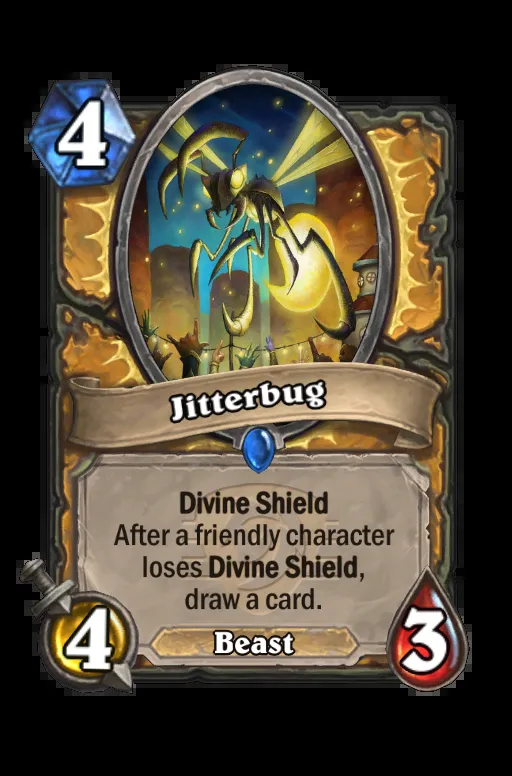 4
Jitterbug
Divine Shield
After a friendly character
loses Divine Shield,
draw a card.
4
Beast
3